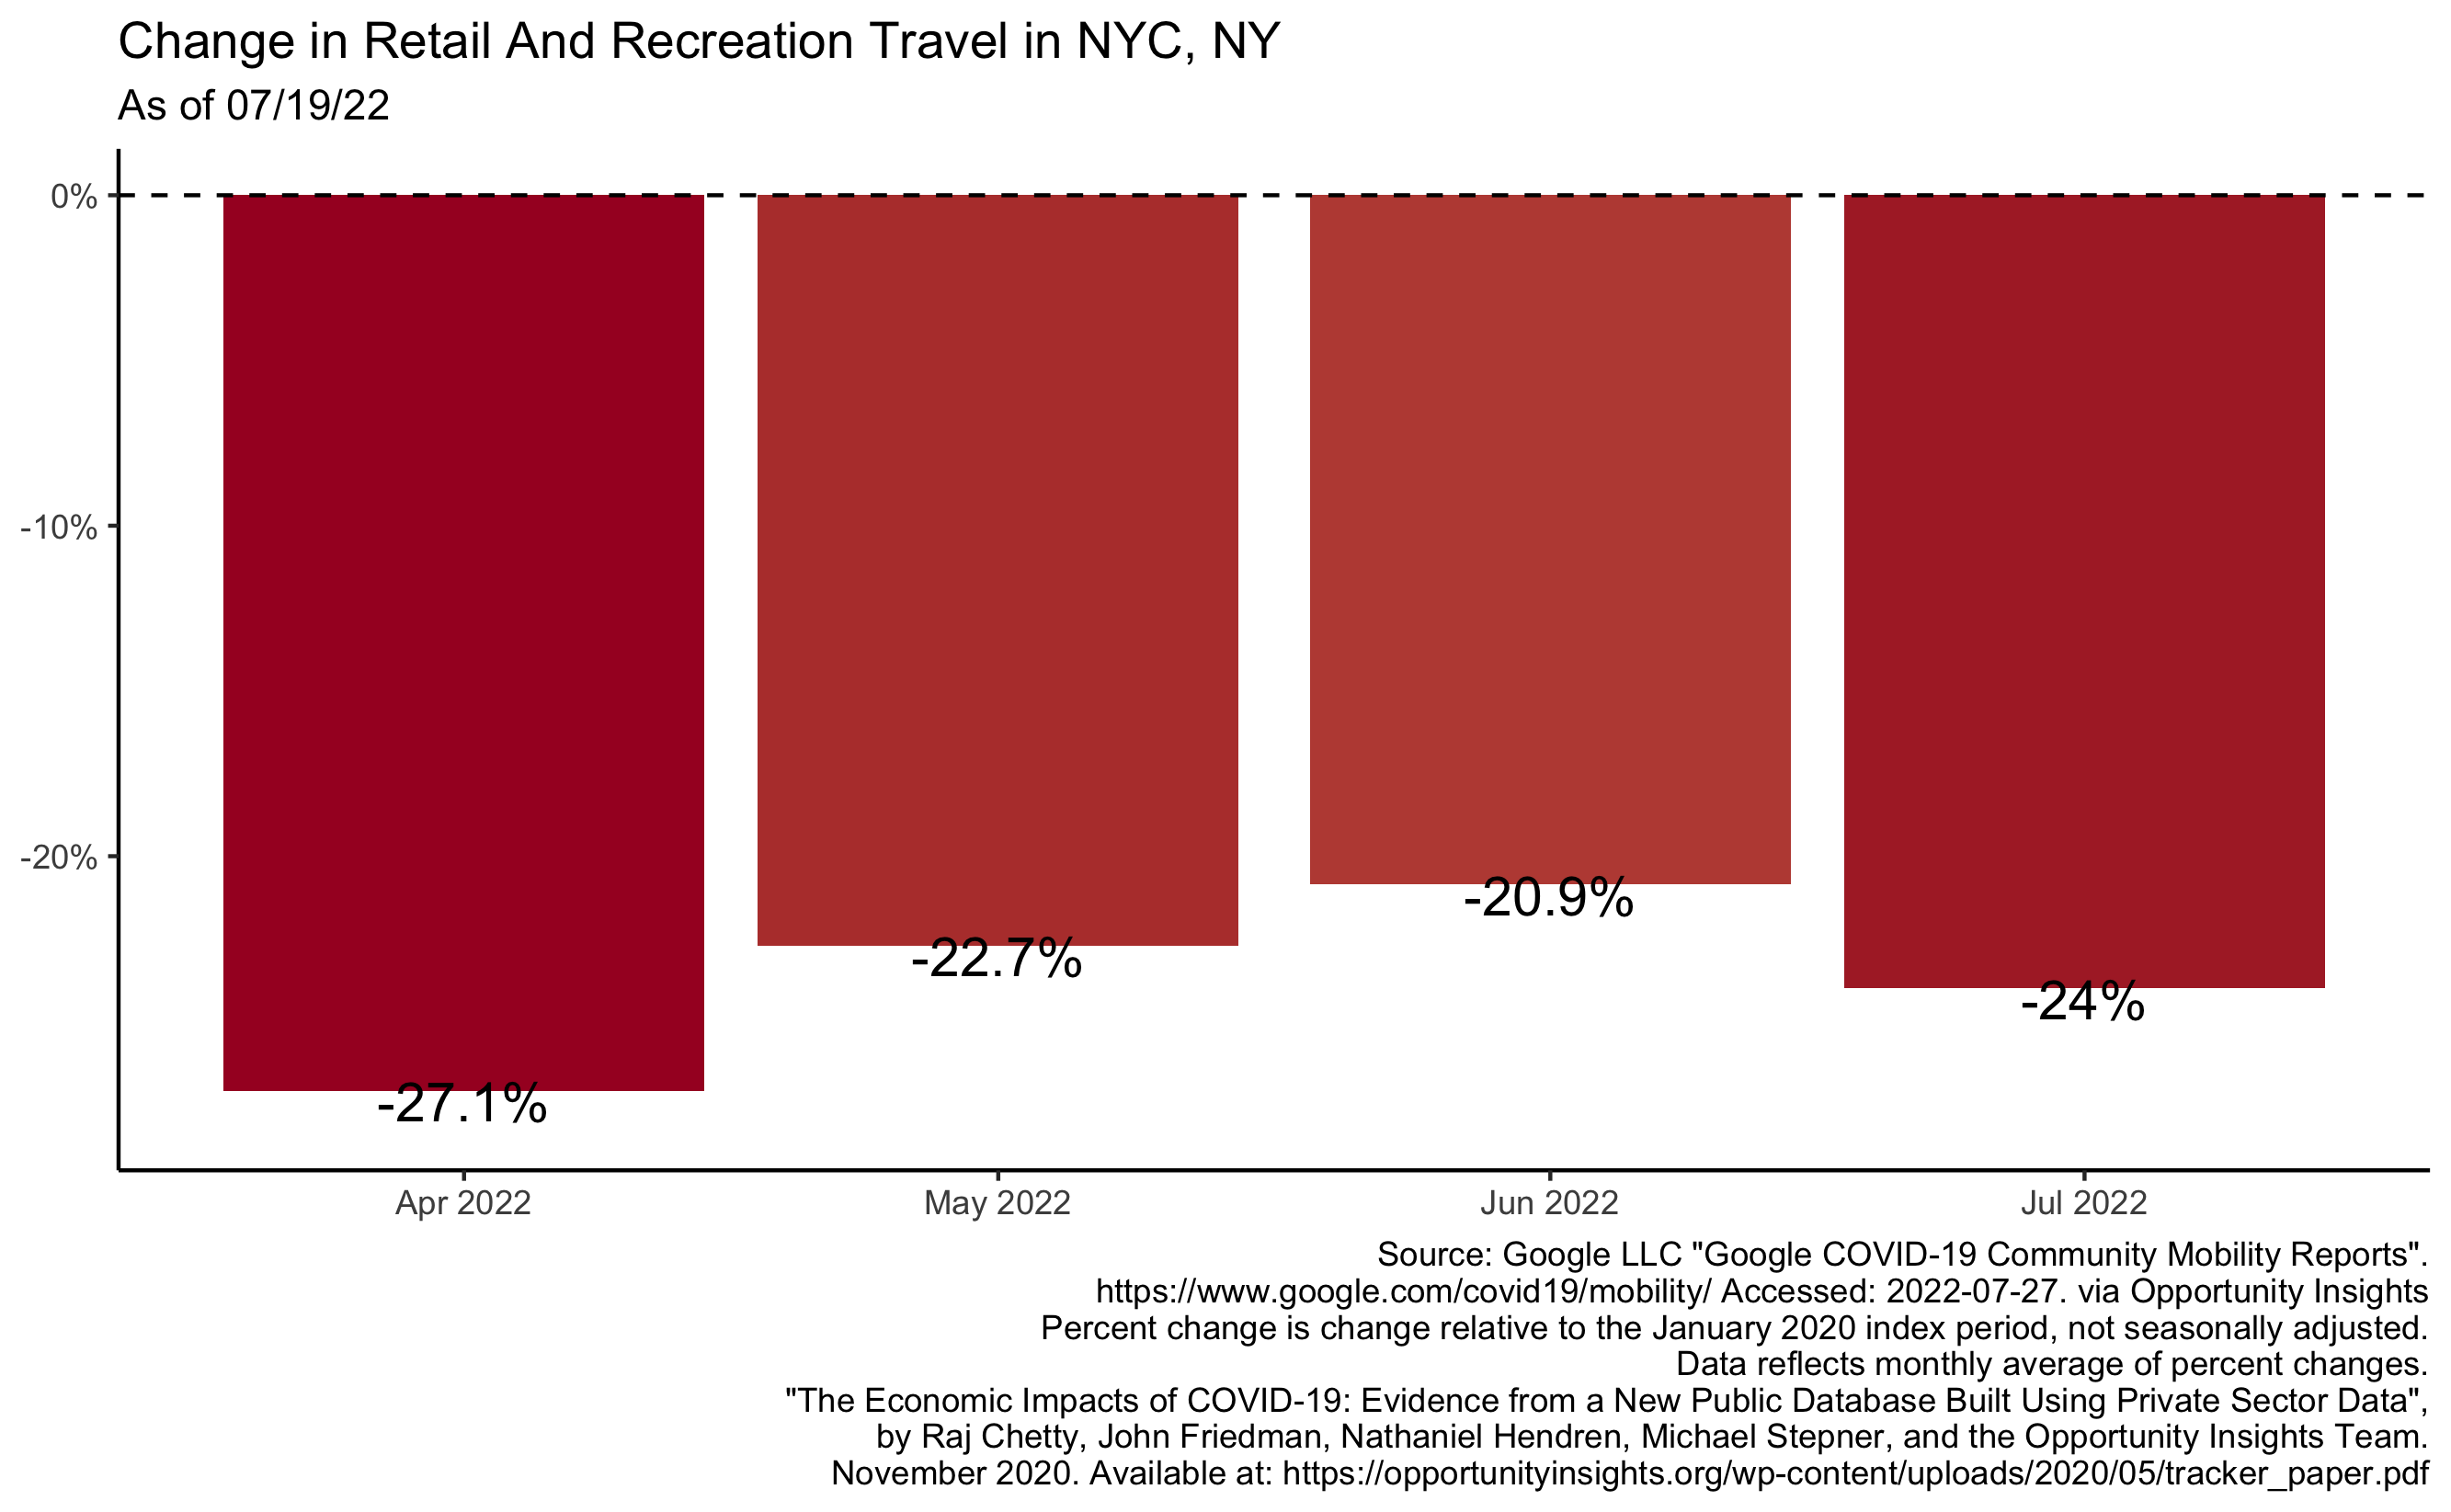 Change in Retail And Recreation Travel in NYC, NY
As of 07/19/22
0%
-10%
-20%
-27.1%
-22.7%
-20.9%
-24%
Apr 2022
May 2022
Jun 2022
Jul 2022
Source: Google LLC "Google COVID-19 Community Mobility Reports".
https://www.google.com/covid19/mobility/ Accessed: 2022-07-27. via Opportunity Insights
Percent change is change relative to the January 2020 index period, not seasonally adjusted.
Data reflects monthly average of percent changes.
"The Economic Impacts of COVID-19: Evidence from a New Public Database Built Using Private Sector Data",
by Raj Chetty, John Friedman, Nathaniel Hendren, Michael Stepner, and the Opportunity Insights Team.
November 2020. Available at: https://opportunityinsights.org/wp-content/uploads/2020/05/tracker_paper.pdf